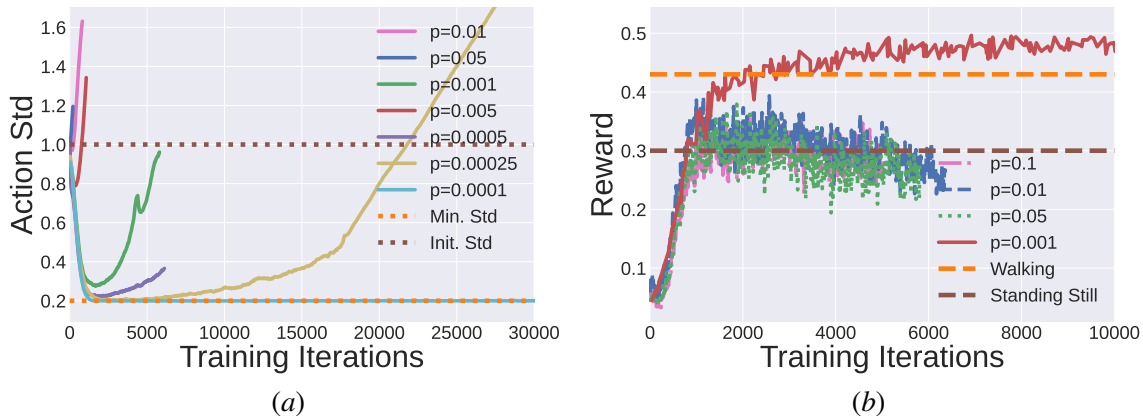 1.6
1.4
1.2
1.0
0.8
0.6
0.4
0.2
Action Std
0 5000 10000 15000 20000 25000 30000
Training Iterations
p=0.01
p=0.05
p=0.001
p=0.005
p=0.0005
p=0.00025
p=0.0001
Min. Std
Init. Std
(a)
0.5
0.4
0.3
0.2
0.1
Reward
0 2000 4000 6000 8000 10000
Training Iterations
p=0.1
p=0.01
p=0.05
p=0.001
Walking
Standing Still
(b)